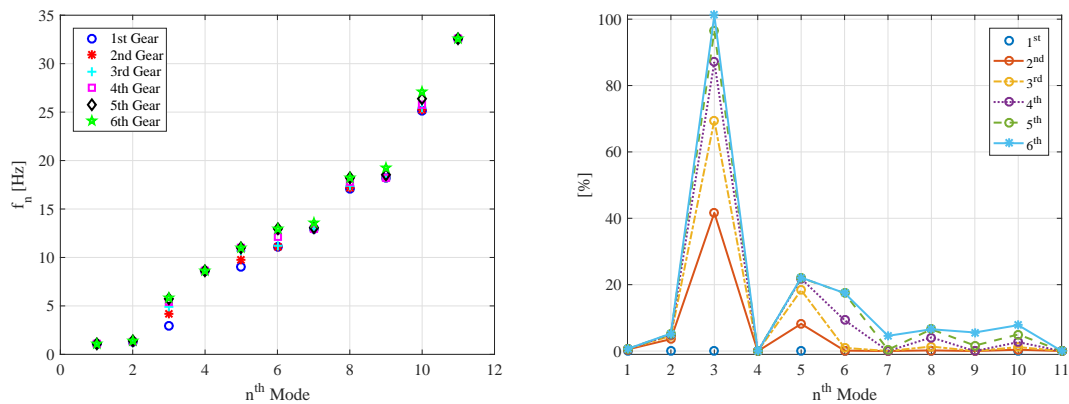 35
30
25
20
15
10
5
0
0
2
4
6
8
10
12
f_n [Hz]
n^th Mode
1st Gear
2nd Gear
3rd Gear
4th Gear
5th Gear
6th Gear
100
80
60
40
20
0
1
2
3
4
5
6
7
8
9
10
11
[%]
n^th Mode
1^st
2^nd
3^rd
4^th
5^th
6^th